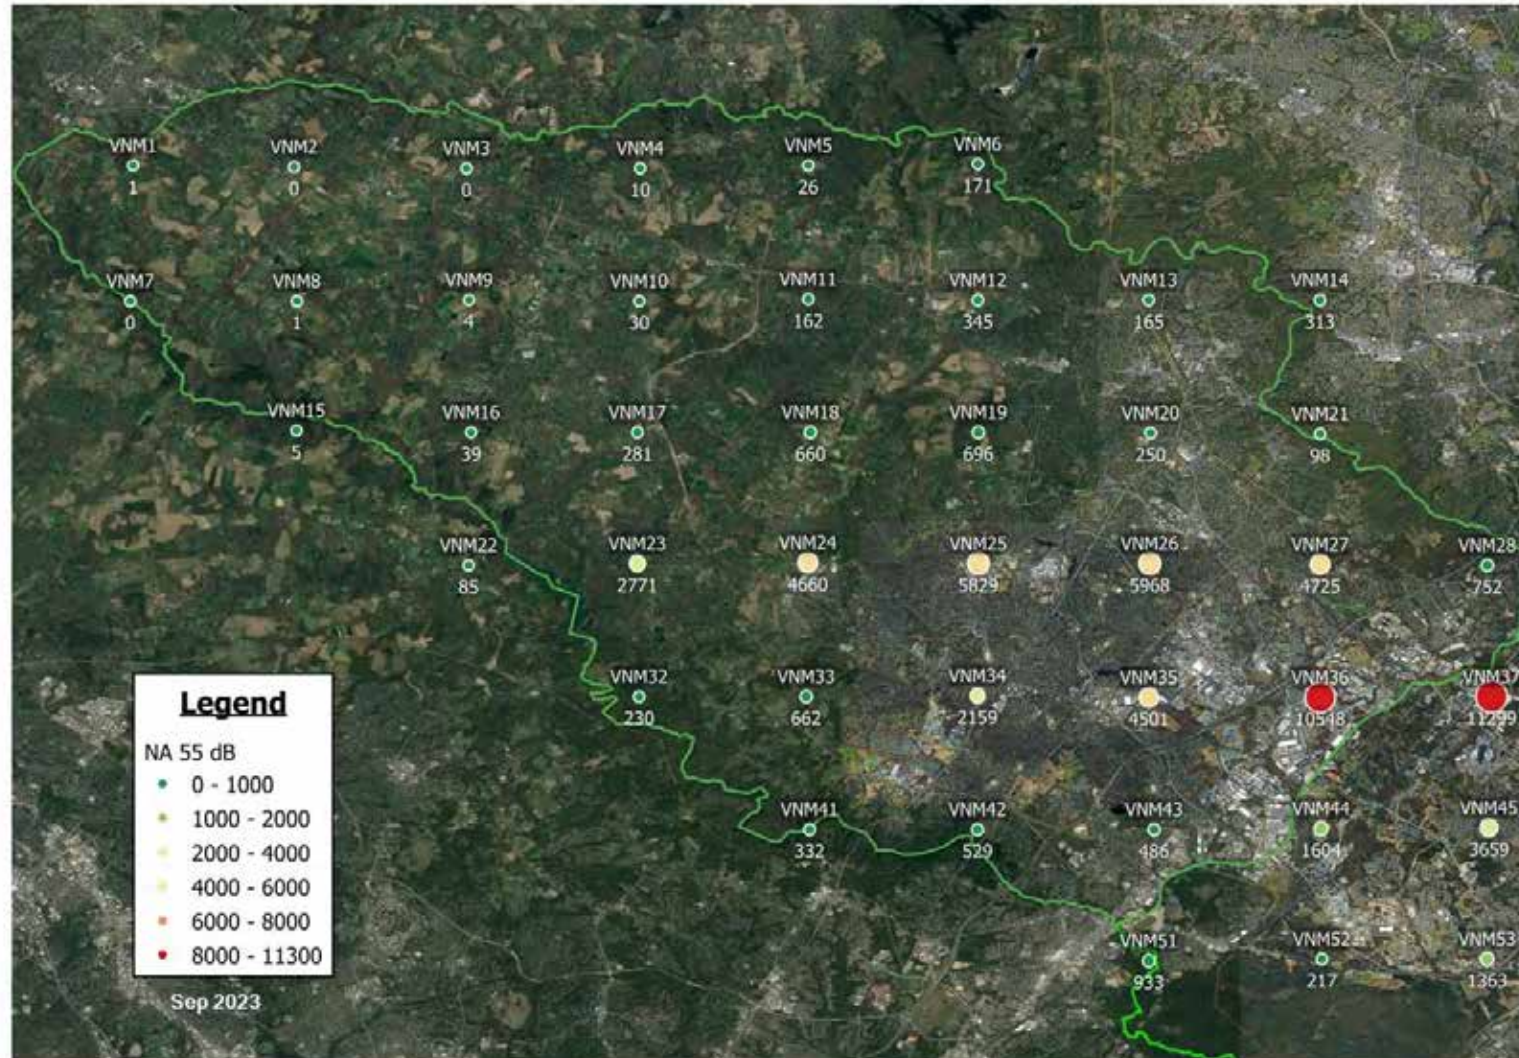 VNM1 VNM2 VNM3 VNM4 VNM5 VNM6
1 0 0 10 26 171
VNM7 VNM8 VNM9 VNM10 VNM11 VNM12 VNM13 VNM14
0 1 4 30 162 345 165 313
VNM15 VNM16 VNM17 VNM18 VNM19 VNM20 VNM21
5 39 281 660 696 250 98
VNM22 VNM23 VNM24 VNM25 VNM26 VNM27 VNM28
85 2771 4660 5829 5968 4725 752
VNM32 VNM33 VNM34 VNM35 VNM36 VNM37
230 662 2159 4501 10548 11299
VNM41 VNM42 VNM43 VNM44 VNM45
332 529 486 1604 3659
VNM51 VNM52 VNM53
933 217 1363
Legend
NA 55 dB
0 - 1000
1000 - 2000
2000 - 4000
4000 - 6000
6000 - 8000
8000 - 11300
Sep 2023